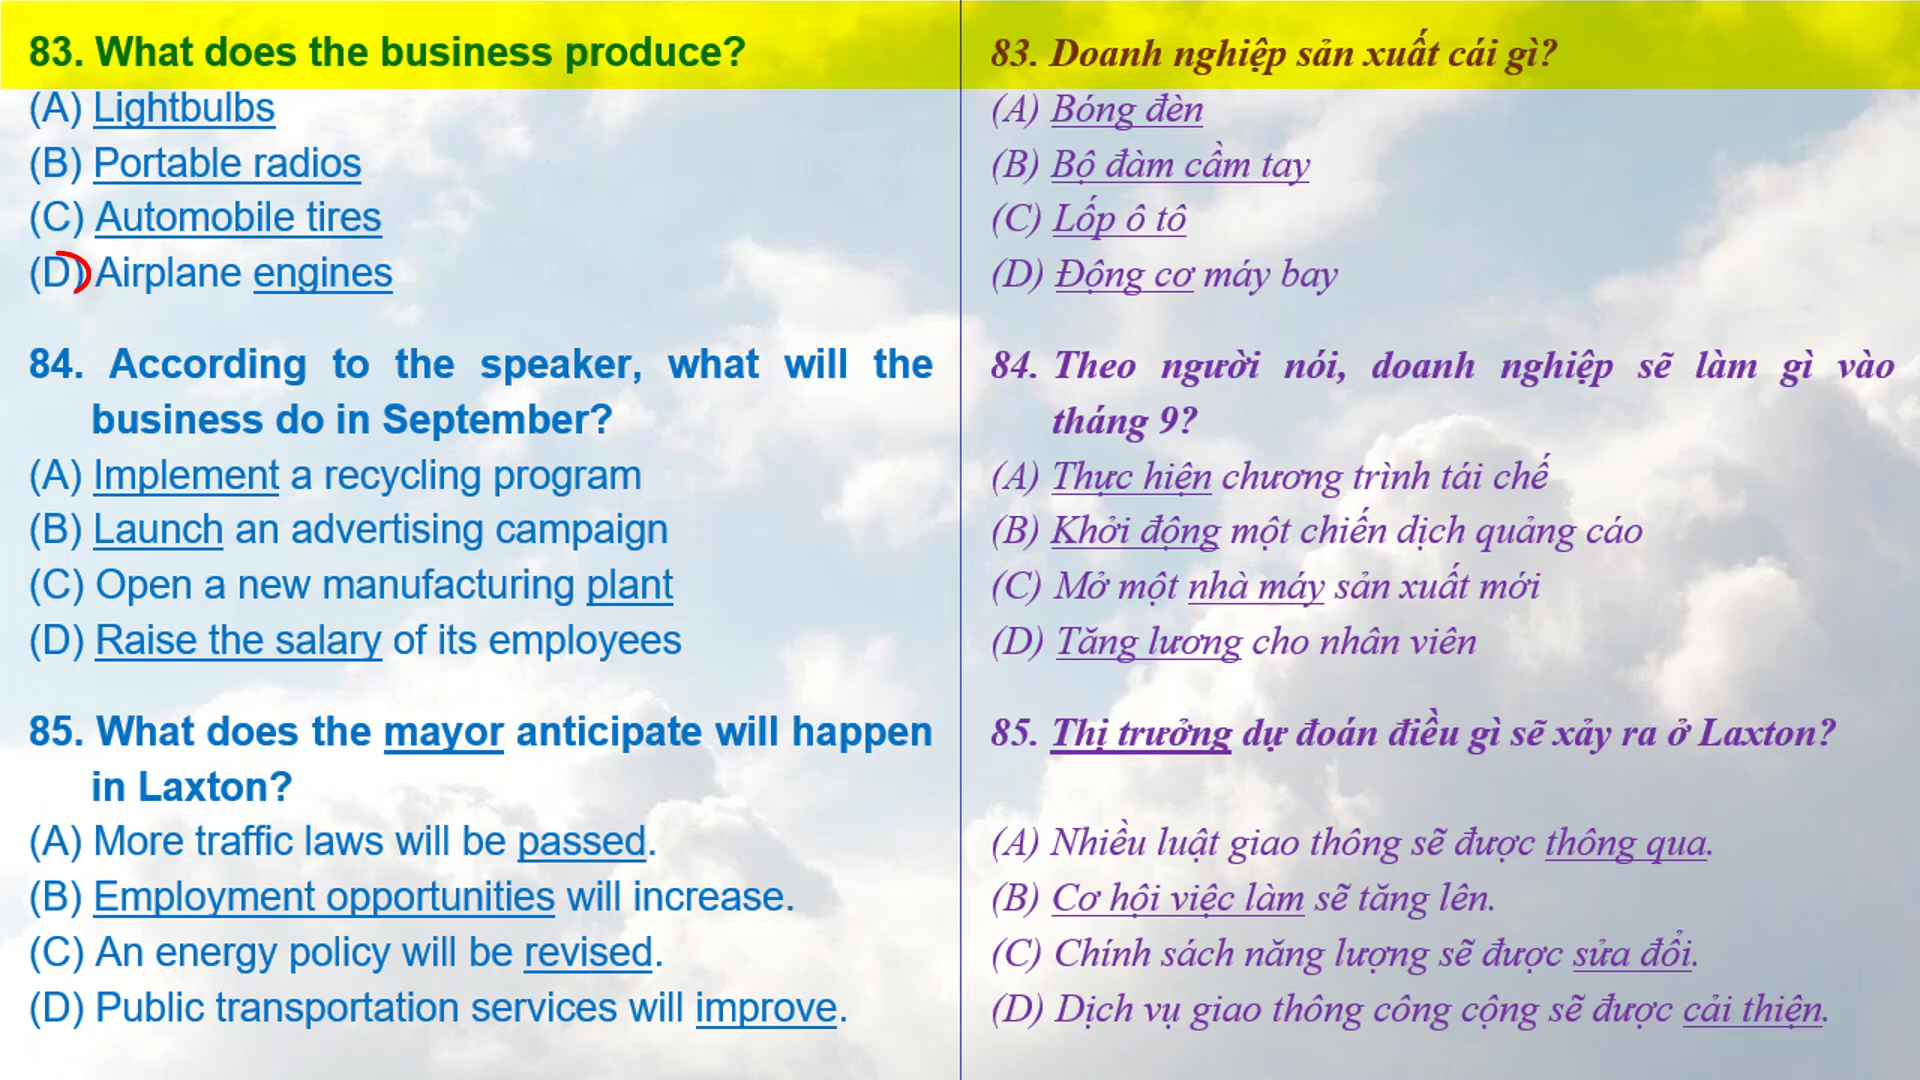 83. What does the business produce?
(A) Lightbulbs
(B) Portable radios
(C) Automobile tires
(D) Airplane engines
84. According to the speaker, what will the
business do in September?
(A) Implement a recycling program
(B) Launch an advertising campaign
(C) Open a new manufacturing plant
(D) Raise the salary of its employees
85. What does the mayor anticipate will happen
in Laxton?
(A) More traffic laws will be passed.
(B) Employment opportunities will increase.
(C) An energy policy will be revised.
(D) Public transportation services will improve.
83. Doanh nghiệp sản xuất cái gì?
(A) Bóng đèn
(B) Bộ đàm cầm tay
(C) Lốp ô tô
(D) Động cơ máy bay
84. Theo người nói, doanh nghiệp sẽ làm gì vào
tháng 9?
(A) Thực hiện chương trình tái chế
(B) Khởi động một chiến dịch quảng cáo
(C) Mở một nhà máy sản xuất mới
(D) Tăng lương cho nhân viên
85. Thị trưởng dự đoán điều gì sẽ xảy ra ở Laxton?
(A) Nhiều luật giao thông sẽ được thông qua.
(B) Cơ hội việc làm sẽ tăng lên.
(C) Chính sách năng lượng sẽ được sửa đổi.
(D) Dịch vụ giao thông công cộng sẽ được cải thiện.